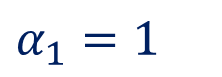 α₁ = 1